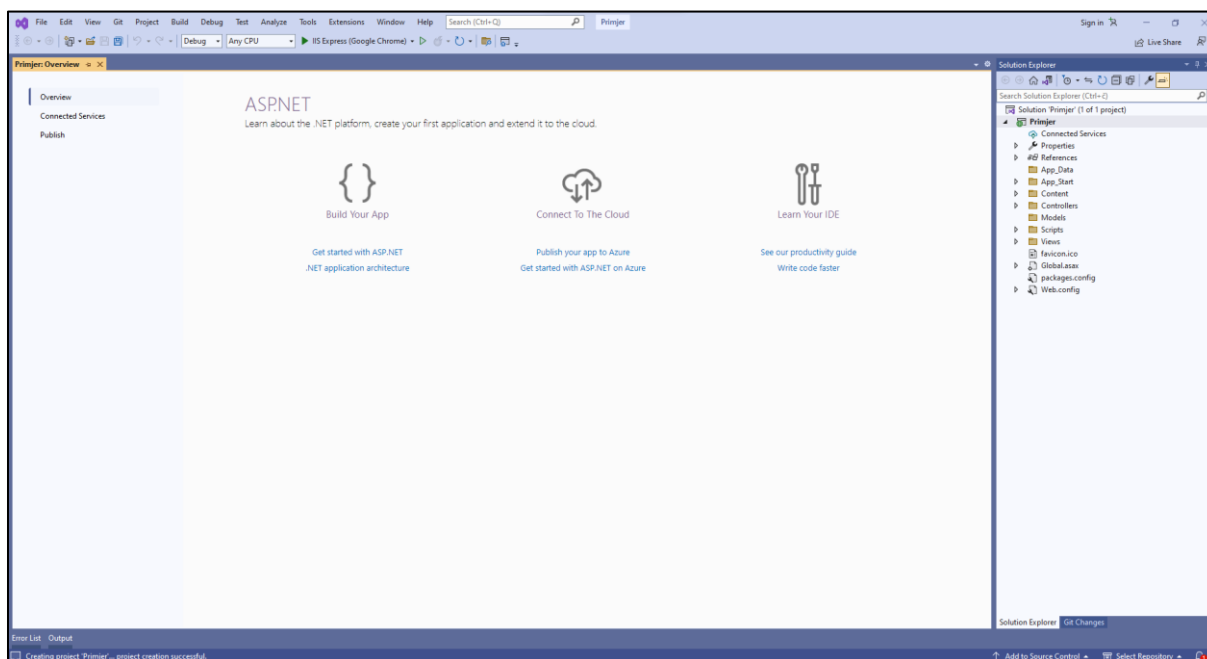 File Edit View Git Project Build Debug Test Analyze Tools Extensions Window Help Search (Ctrl+Q) Primjer Sign in
Debug Any CPU IIS Express (Google Chrome) Live Share
Primjer: Overview
Overview
Connected Services
Publish
ASP.NET
Learn about the .NET platform, create your first application and extend it to the cloud.
Build Your App
Get started with ASP.NET
.NET application architecture
Connect To The Cloud
Publish your app to Azure
Get started with ASP.NET on Azure
Learn Your IDE
See our productivity guide
Write code faster
Solution Explorer
Search Solution Explorer (Ctrl+č)
Solution 'Primjer' (1 of 1 project)
Primjer
Connected Services
Properties
References
App_Data
App_Start
Content
Controllers
Models
Scripts
Views
favicon.ico
Global.asax
packages.config
Web.config
Solution Explorer Git Changes
Error List Output
Creating project 'Primjer'... project creation successful. Add to Source Control Select Repository